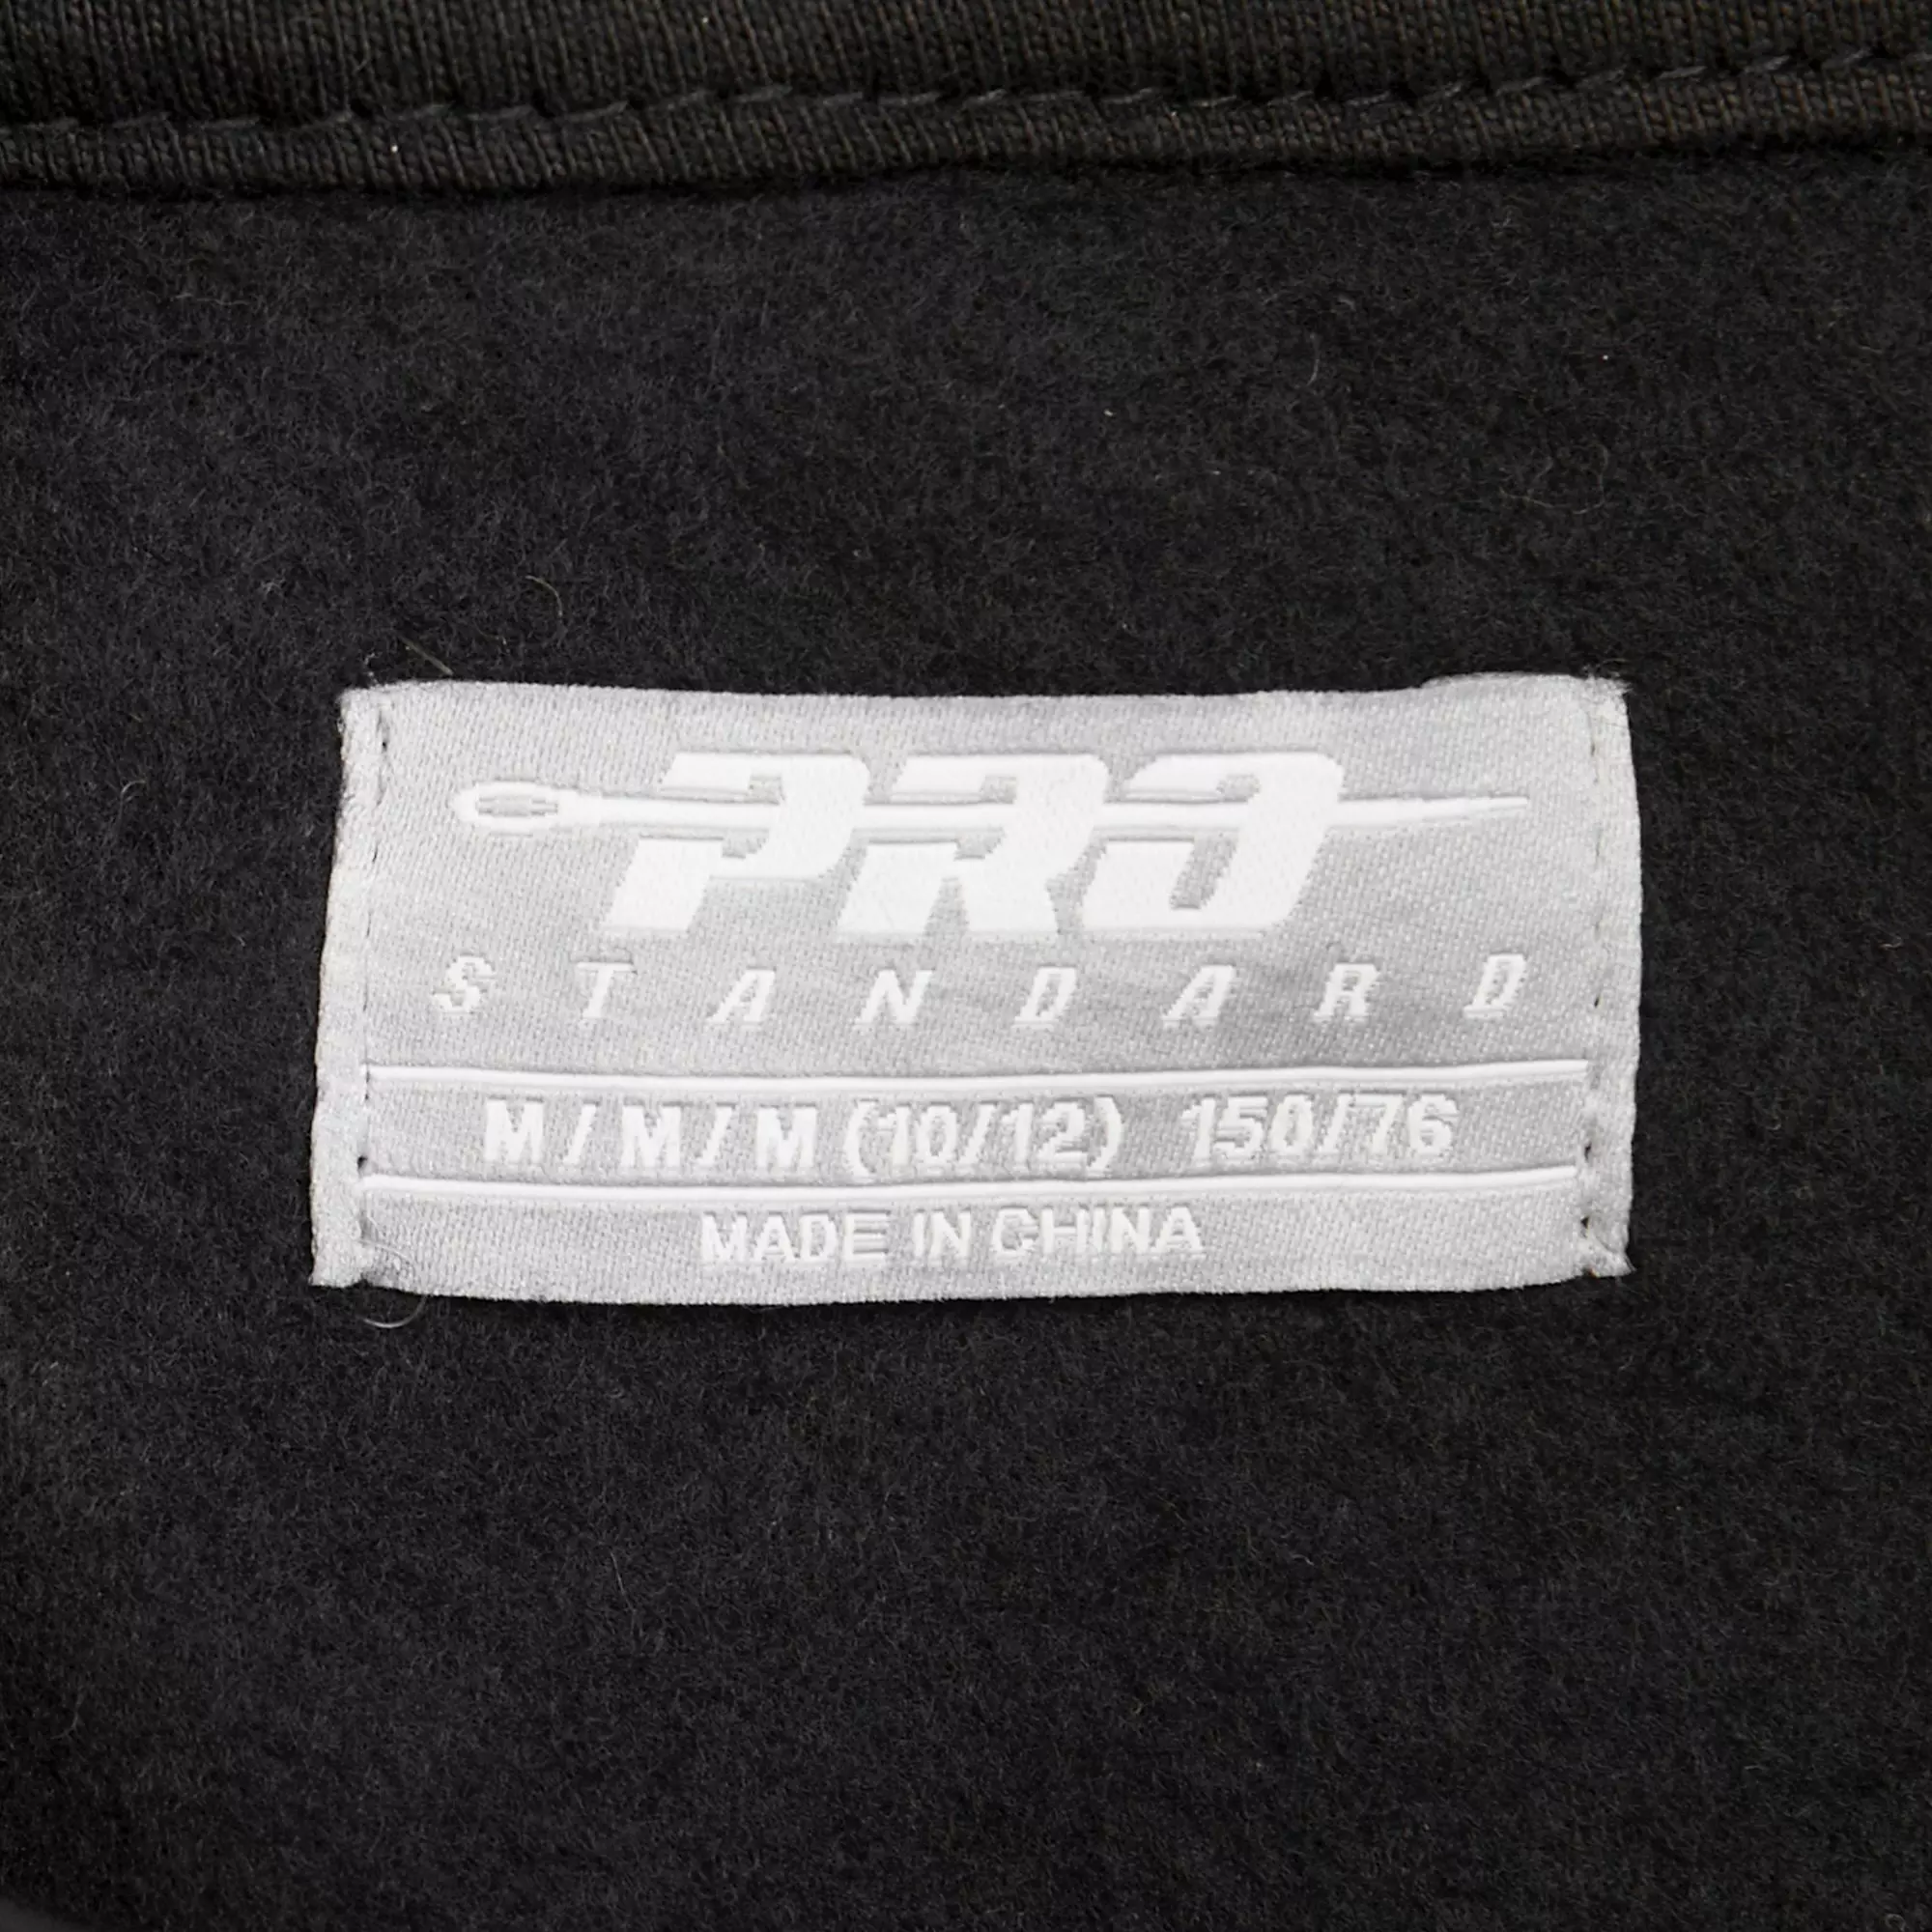 PRO
STANDARD
M/M/M (10/12) 150/76
MADE IN CHINA